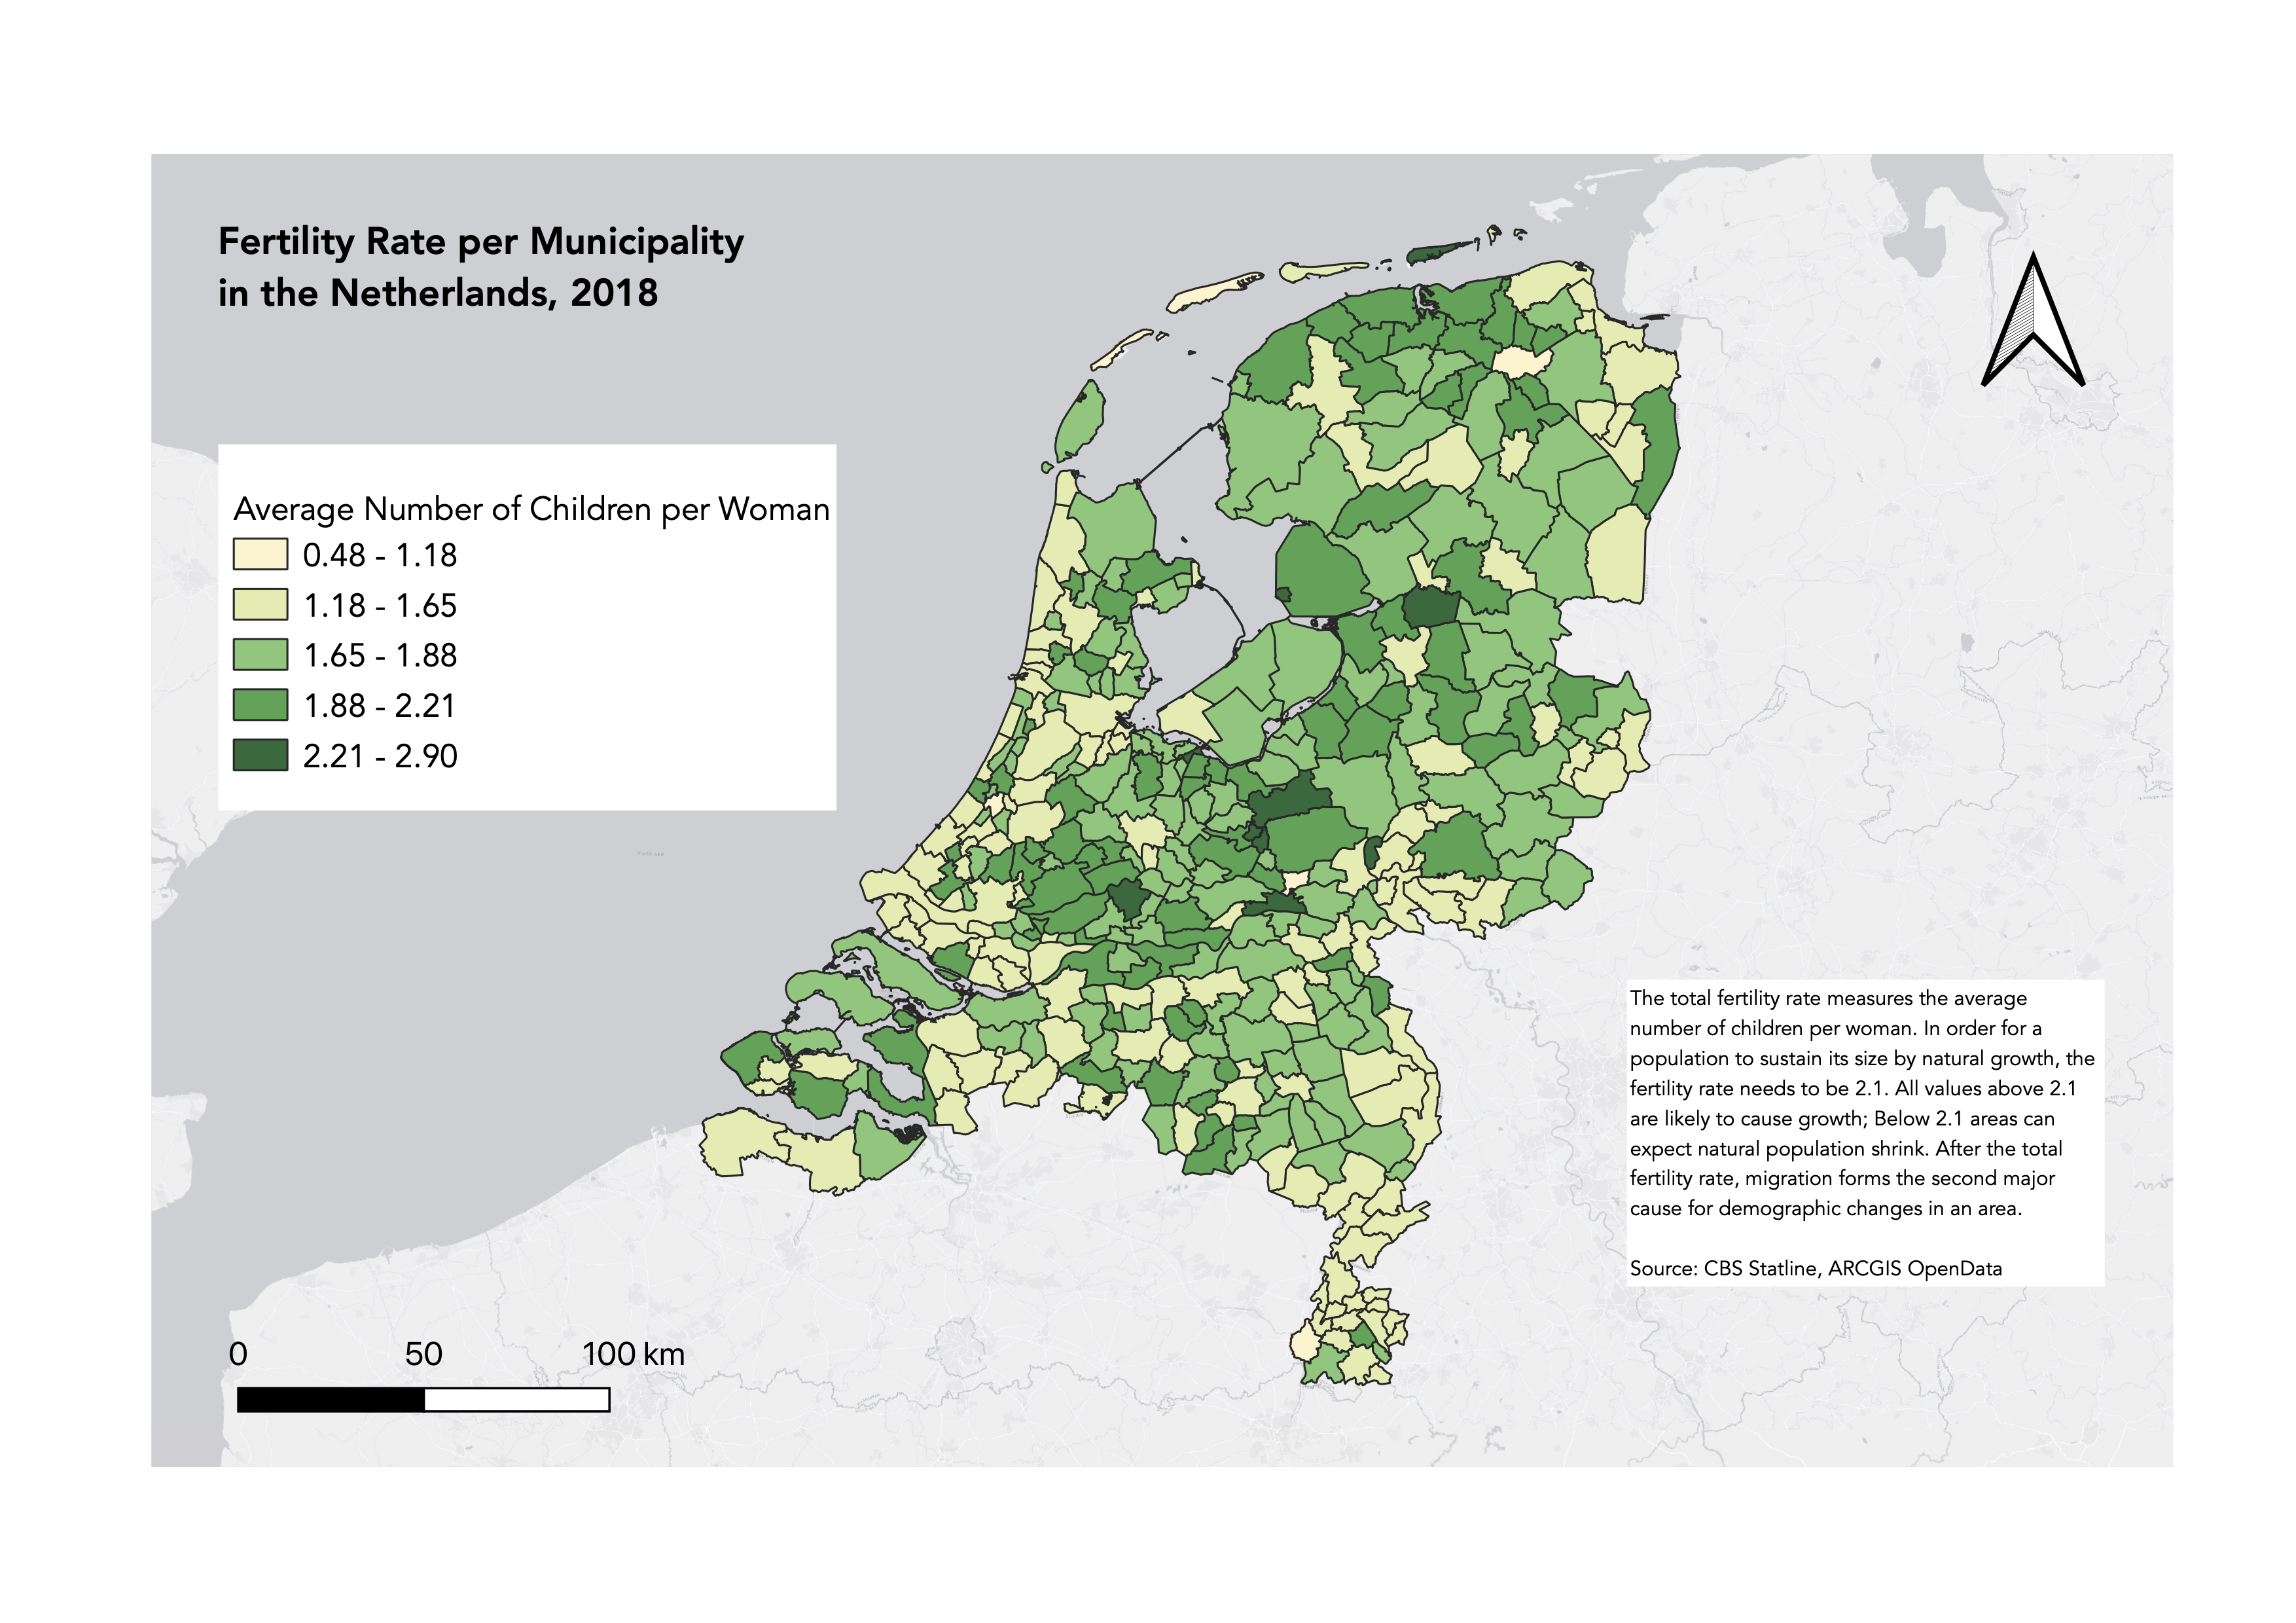 Fertility Rate per Municipality
in the Netherlands, 2018
Average Number of Children per Woman
0.48 - 1.18
1.18 - 1.65
1.65 - 1.88
1.88 - 2.21
2.21 - 2.90
The total fertility rate measures the average
number of children per woman. In order for a
population to sustain its size by natural growth, the
fertility rate needs to be 2.1. All values above 2.1
are likely to cause growth; Below 2.1 areas can
expect natural population shrink. After the total
fertility rate, migration forms the second major
cause for demographic changes in an area.
Source: CBS Statline, ARCGIS OpenData
0 50 100 km